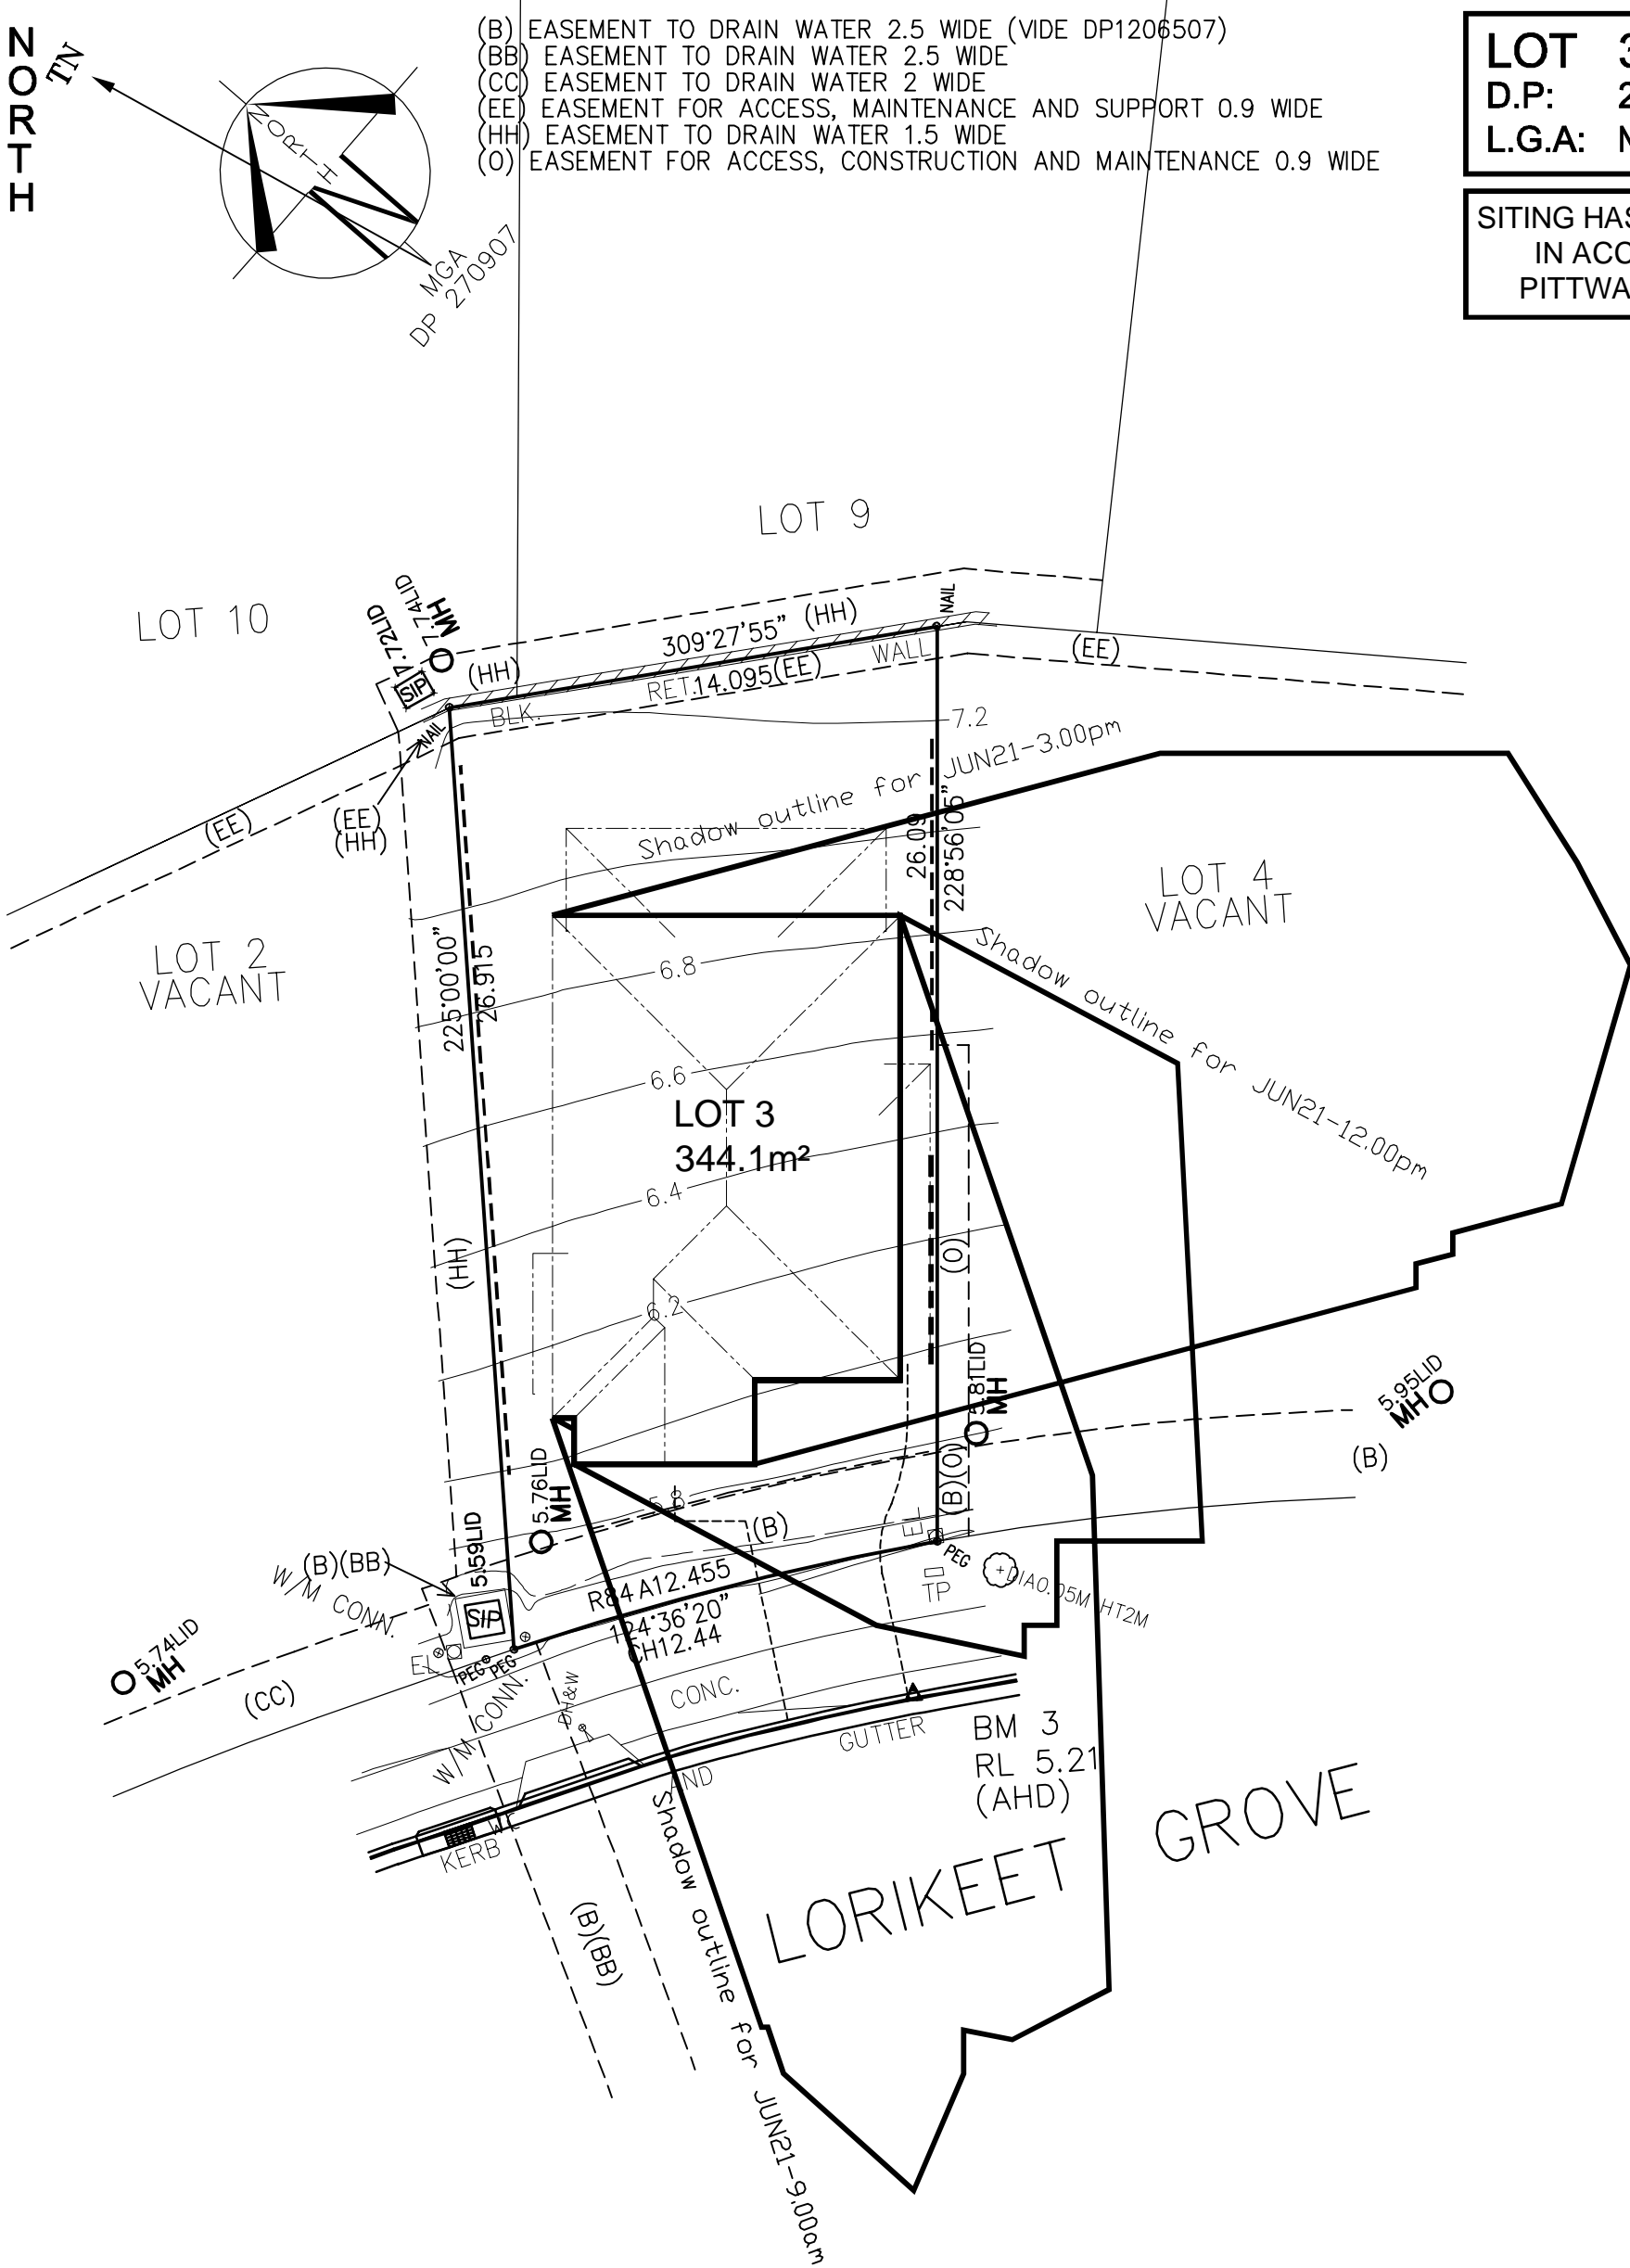 NORTH
TN
NORTH
MGA
DP 270907
(B) EASEMENT TO DRAIN WATER 2.5 WIDE (VIDE DP1206507)
(BB) EASEMENT TO DRAIN WATER 2.5 WIDE
(CC) EASEMENT TO DRAIN WATER 2 WIDE
(EE) EASEMENT FOR ACCESS, MAINTENANCE AND SUPPORT 0.9 WIDE
(HH) EASEMENT TO DRAIN WATER 1.5 WIDE
(O) EASEMENT FOR ACCESS, CONSTRUCTION AND MAINTENANCE 0.9 WIDE
LOT 3
D.P: 2
L.G.A: M
SITING HAS
IN ACCO
PITTWA
LOT 9
LOT 10
7.74LID
MH
7.72LID
SIP
(HH)
309°27'55" (HH)
NAIL
RET.
14.095(EE)
WALL
BLK.
(EE)
NAIL
7.2
Shadow outline for JUN21-3.00pm
(EE)
(EE)
(HH)
26.09
228°56'05"
LOT 4
VACANT
LOT 2
VACANT
225°00'00"
26.915
6.8
Shadow outline for JUN21-12.00pm
6.6
LOT 3
344.1m²
6.4
(HH)
(O)
6.2
5.81LID
MH
5.95LID
MH
(B)
5.76LID
MH
5.8
(B)
(B)(O)
EL
PEG
(B)(BB)
W/M CONN.
5.59LID
SIP
R84 A12.455
124°36'20"
CH12.44
TP
DIA0.05M HT2M
5.74LID
MH
(CC)
EL
PEG
PEG
W/M CONN.
DH&W
CONC.
GUTTER
AND
KERB
BM 3
RL 5.21
(AHD)
(B)(BB)
LORIKEET GROVE
Shadow outline for JUN21-9.00am